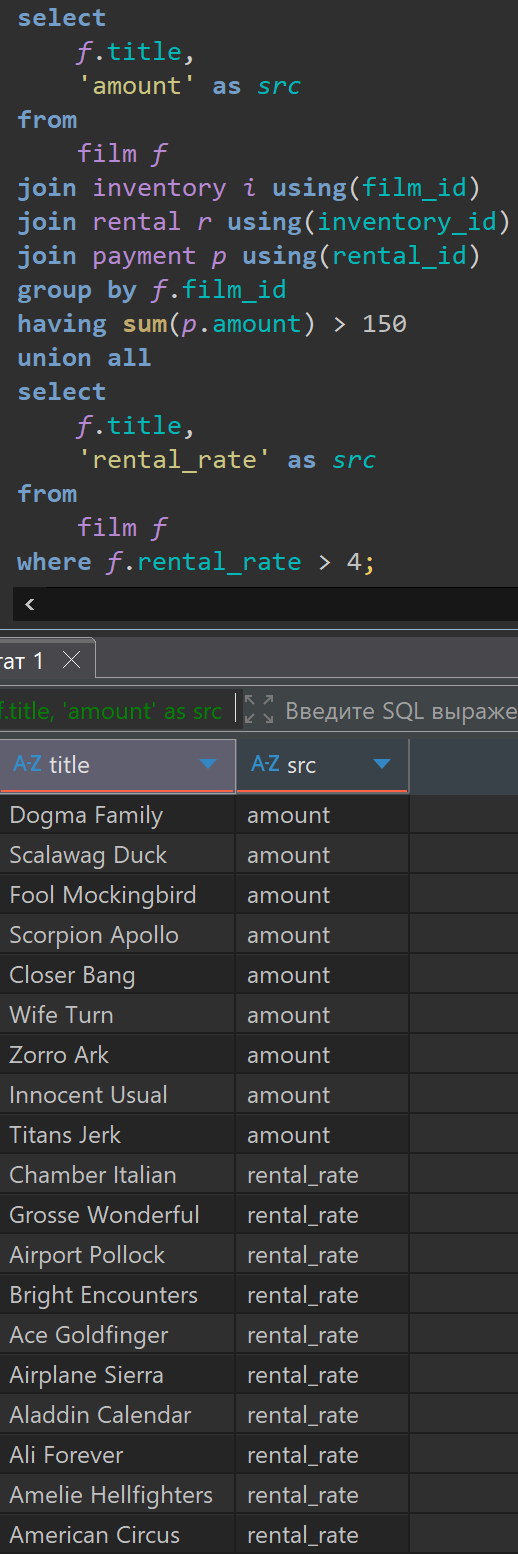 select
f.title,
'amount' as src
from
film f
join inventory i using(film_id)
join rental r using(inventory_id)
join payment p using(rental_id)
group by f.film_id
having sum(p.amount) > 150
union all
select
f.title,
'rental_rate' as src
from
film f
where f.rental_rate > 4;
<
тат 1 ×
f.title, 'amount' as src Введите SQL выраже
A-Z title A-Z src
Dogma Family amount
Scalawag Duck amount
Fool Mockingbird amount
Scorpion Apollo amount
Closer Bang amount
Wife Turn amount
Zorro Ark amount
Innocent Usual amount
Titans Jerk amount
Chamber Italian rental_rate
Grosse Wonderful rental_rate
Airport Pollock rental_rate
Bright Encounters rental_rate
Ace Goldfinger rental_rate
Airplane Sierra rental_rate
Aladdin Calendar rental_rate
Ali Forever rental_rate
Amelie Hellfighters rental_rate
American Circus rental_rate